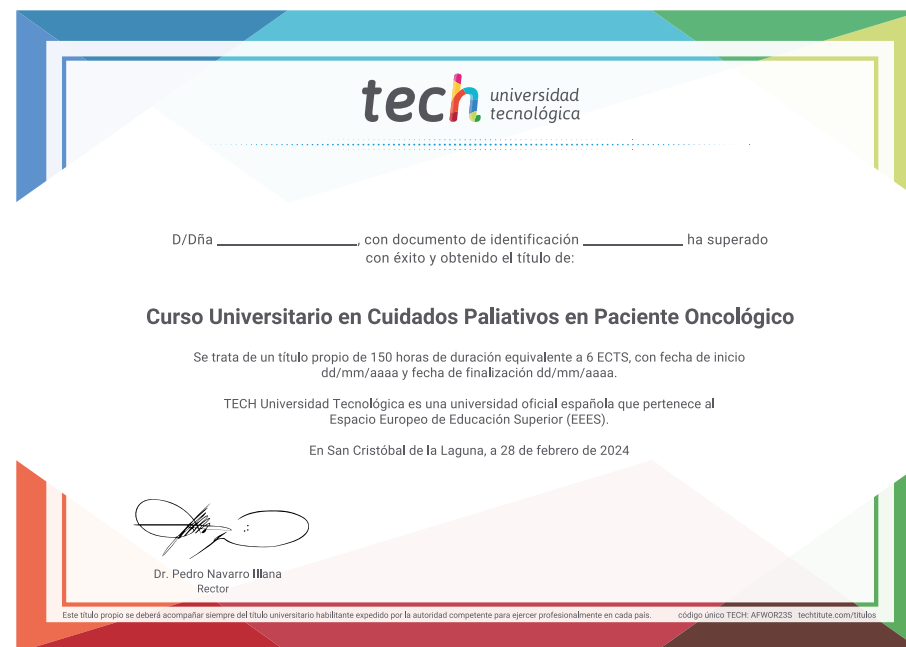 tech universidad
tecnológica
D/Dña ______________, con documento de identificación __________ ha superado
con éxito y obtenido el título de:
Curso Universitario en Cuidados Paliativos en Paciente Oncológico
Se trata de un título propio de 150 horas de duración equivalente a 6 ECTS, con fecha de inicio
dd/mm/aaaa y fecha de finalización dd/mm/aaaa.
TECH Universidad Tecnológica es una universidad oficial española que pertenece al
Espacio Europeo de Educación Superior (EEES).
En San Cristóbal de la Laguna, a 28 de febrero de 2024
Dr. Pedro Navarro Illana
Rector
Este título propio se deberá acompañar siempre del título universitario habilitante expedido por la autoridad competente para ejercer profesionalmente en cada país. código único TECH: AFWOR23S techtitute.com/titulos